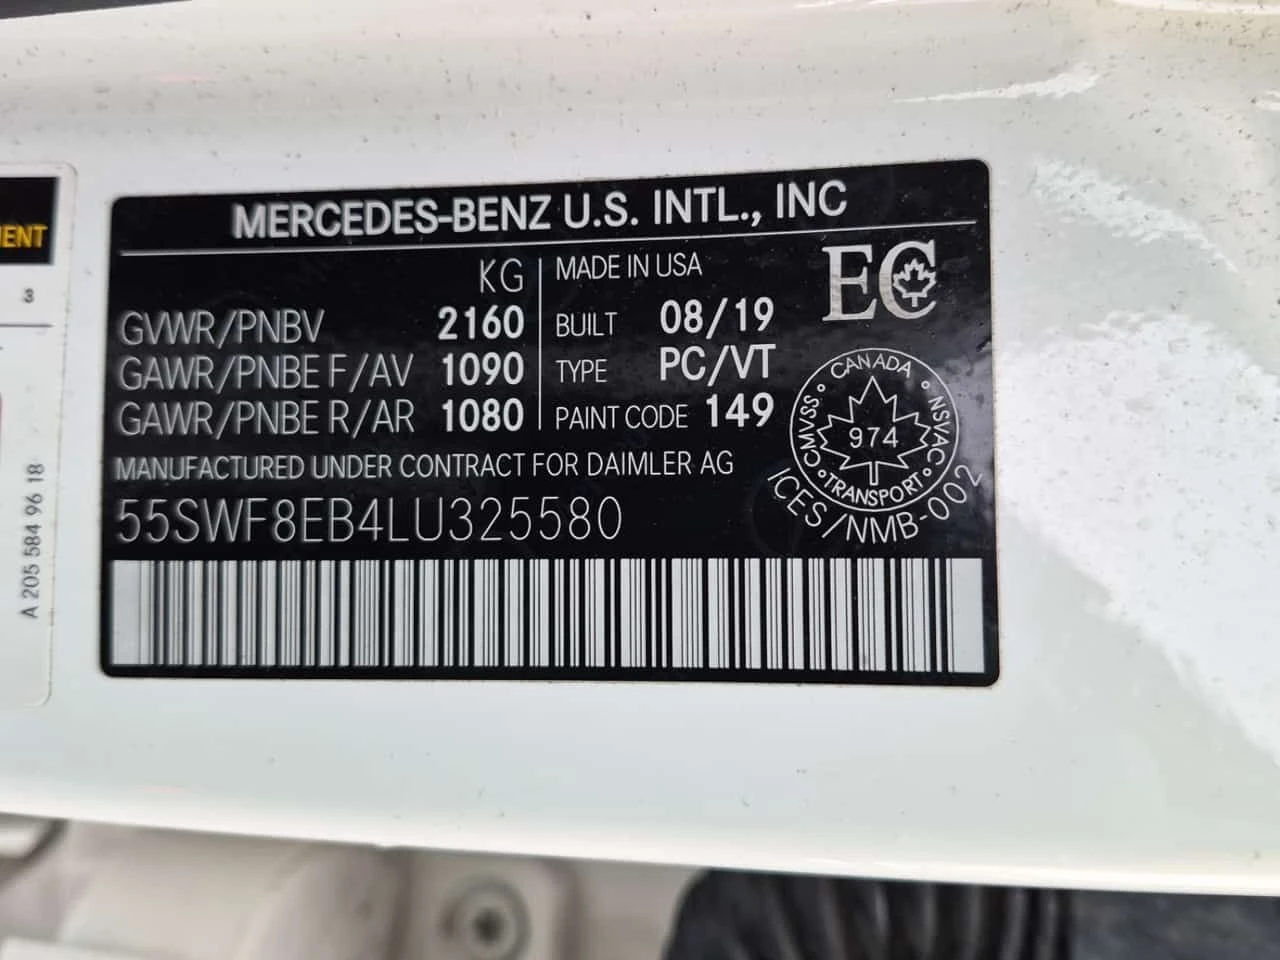 MERCEDES-BENZ U.S. INTL., INC
KG
GVWR/PNBV 2160
GAWR/PNBE F/AV 1090
GAWR/PNBE R/AR 1080
MADE IN USA
BUILT 08/19
TYPE PC/VT
PAINT CODE 149
EC
CANADA
NSVAC
TRANSPORT
CMVSS
974
ICES/NMB-002
MANUFACTURED UNDER CONTRACT FOR DAIMLER AG
55SWF8EB4LU325580
3
A 205 584 96 18